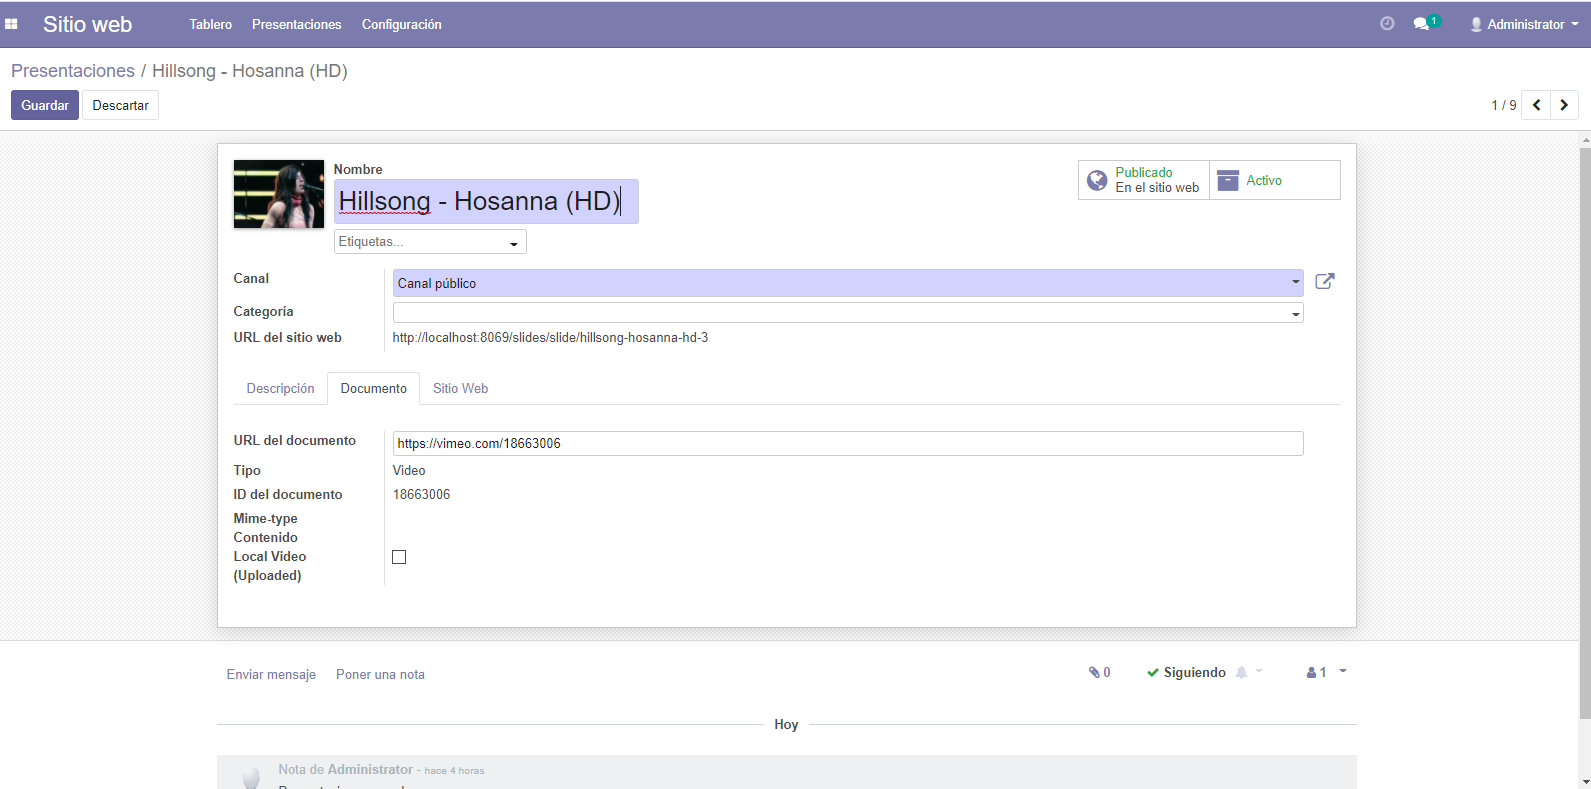 Sitio web Tablero Presentaciones Configuración 1 Administrator
Presentaciones / Hillsong - Hosanna (HD)
Guardar Descartar 1 / 9
Nombre
Hillsong - Hosanna (HD)
Etiquetas...
Publicado
En el sitio web
Activo
Canal Canal público
Categoría
URL del sitio web http://localhost:8069/slides/slide/hillsong-hosanna-hd-3
Descripción Documento Sitio Web
URL del documento https://vimeo.com/18663006
Tipo Video
ID del documento 18663006
Mime-type
Contenido
Local Video
(Uploaded)
Enviar mensaje Poner una nota 0 Siguiendo 1
Hoy
Nota de Administrator - hace 4 horas